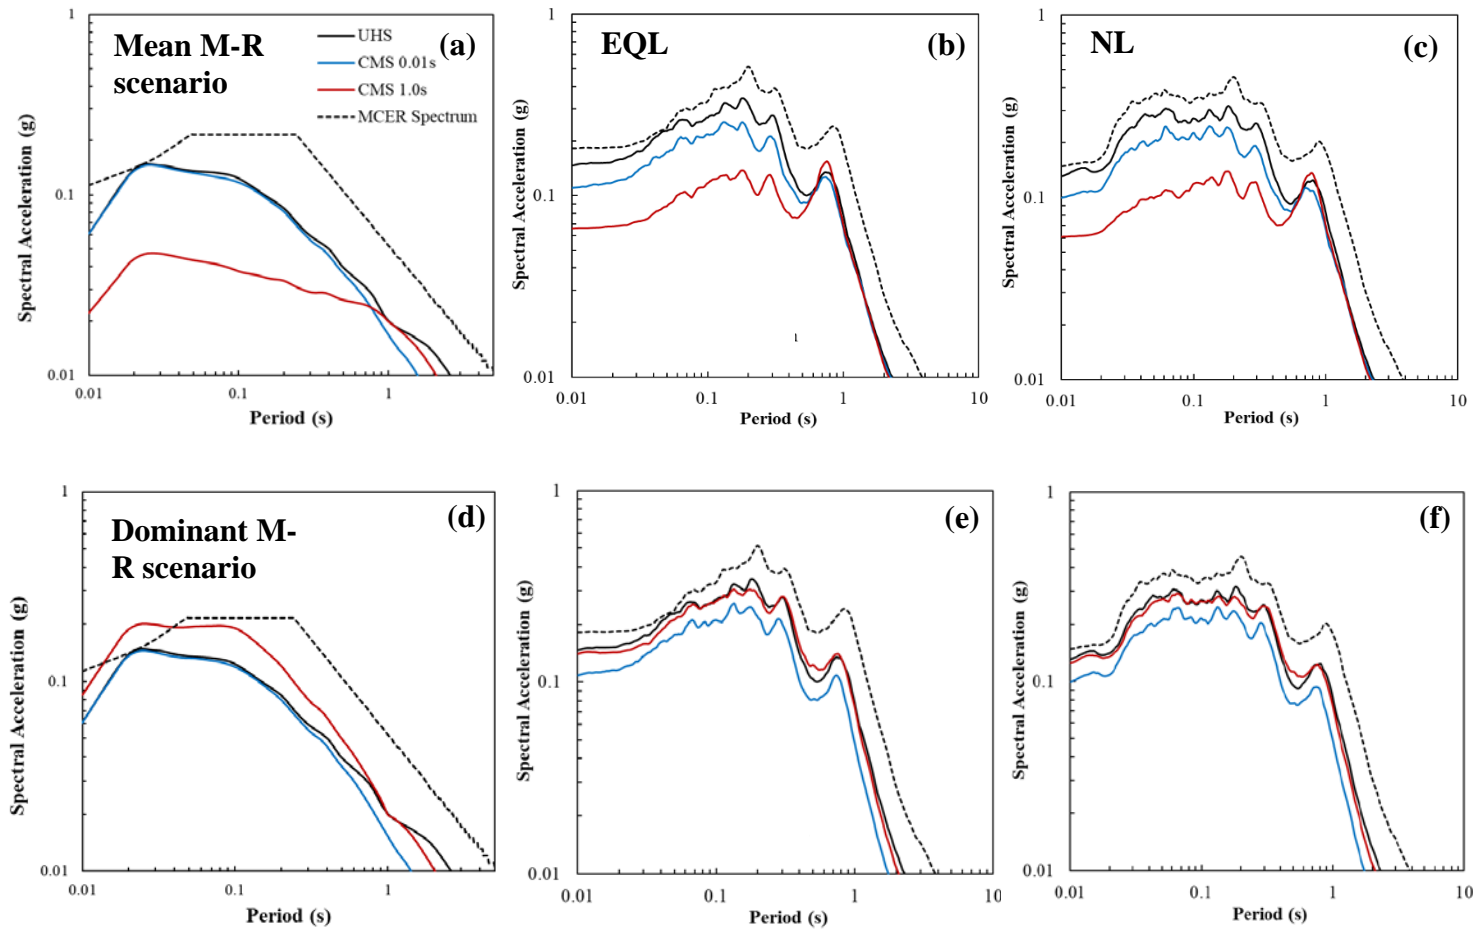 Mean M-R
scenario
(a)
UHS
CMS 0.01s
CMS 1.0s
MCER Spectrum
Spectral Acceleration (g)
1
0.1
0.01
0.01
0.1
1
Period (s)
EQL
(b)
Spectral Acceleration (g)
1
0.1
0.01
0.01
0.1
1
10
Period (s)
NL
(c)
Spectral Acceleration (g)
1
0.1
0.01
0.01
0.1
1
10
Period (s)
Dominant M-
R scenario
(d)
Spectral Acceleration (g)
1
0.1
0.01
0.01
0.1
1
Period (s)
(e)
Spectral Acceleration (g)
1
0.1
0.01
0.01
0.1
1
10
Period (s)
(f)
Spectral Acceleration (g)
1
0.1
0.01
0.01
0.1
1
10
Period (s)